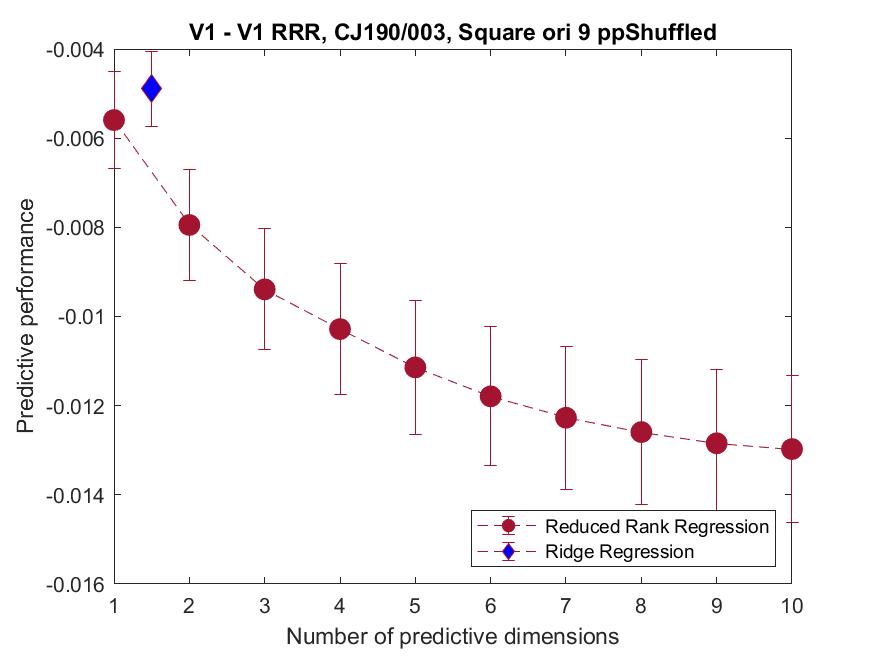 V1 - V1 RRR, CJ190/003, Square ori 9 ppShuffled
-0.004
-0.006
-0.008
-0.01
-0.012
-0.014
-0.016
Predictive performance
Reduced Rank Regression
Ridge Regression
1 2 3 4 5 6 7 8 9 10
Number of predictive dimensions